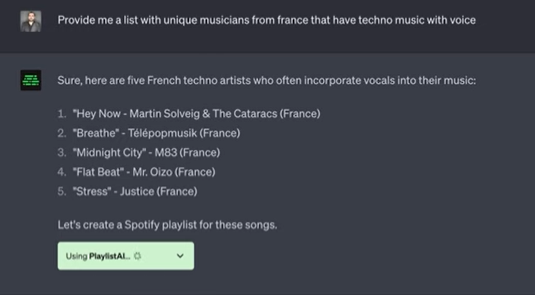 Provide me a list with unique musicians from france that have techno music with voice
Sure, here are five French techno artists who often incorporate vocals into their music:
1. "Hey Now - Martin Solveig & The Cataracs (France)
2. "Breathe" - Télépopmusik (France)
3. "Midnight City" - M83 (France)
4. "Flat Beat" - Mr. Oizo (France)
5. "Stress" - Justice (France)
Let's create a Spotify playlist for these songs.
Using PlaylistAI...